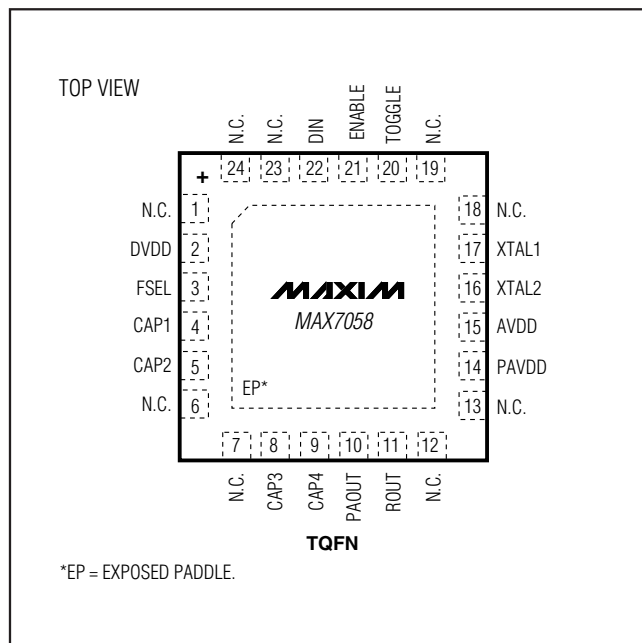 TOP VIEW
N.C.
N.C.
DIN
ENABLE
TOGGLE
N.C.
24
23
22
21
20
19
+
N.C. 1
DVDD 2
FSEL 3
CAP1 4
CAP2 5
N.C. 6
18 N.C.
17 XTAL1
16 XTAL2
15 AVDD
14 PAVDD
13 N.C.
MAXIM
MAX7058
EP*
7
8
9
10
11
12
N.C.
CAP3
CAP4
PAOUT
ROUT
N.C.
TQFN
*EP = EXPOSED PADDLE.